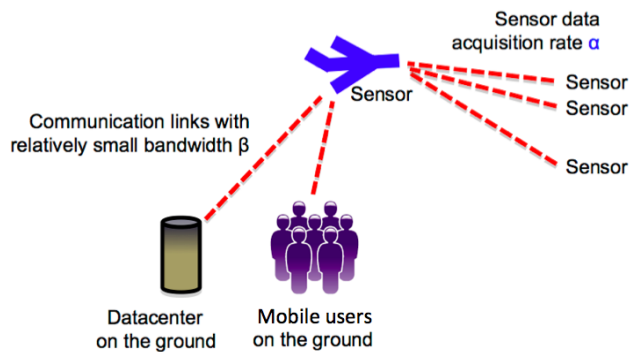 Sensor data
acquisition rate α
Sensor
Sensor
Sensor
Sensor
Communication links with
relatively small bandwidth β
Datacenter
on the ground
Mobile users
on the ground